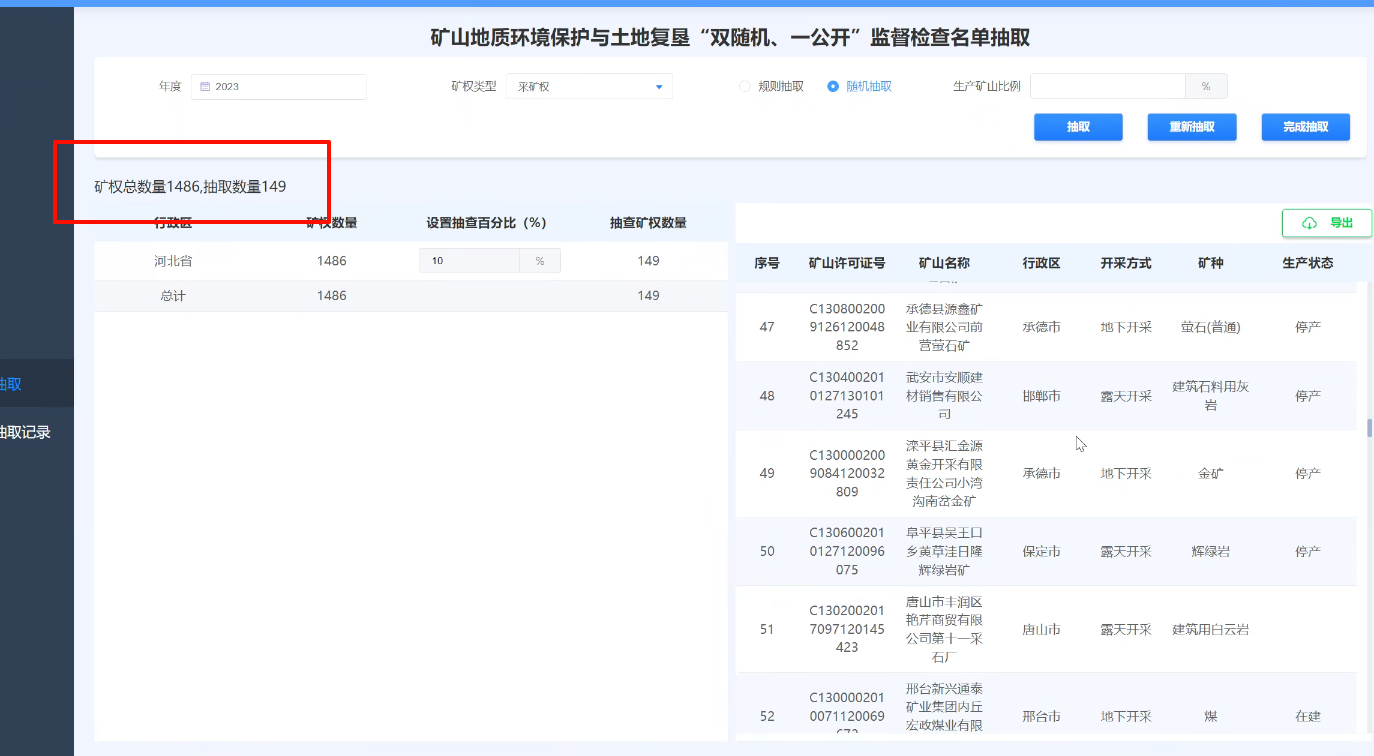 矿山地质环境保护与土地复垦“双随机、一公开”监督检查名单抽取
年度 2023 矿权类型 采矿权 规则抽取 随机抽取 生产矿山比例 %
抽取 重新抽取 完成抽取
矿权总数量1486,抽取数量149
行政区 矿权数量 设置抽查百分比（%） 抽查矿权数量
河北省 1486 10 % 149
总计 1486 149
抽取
抽取记录
导出
序号 矿山许可证号 矿山名称 行政区 开采方式 矿种 生产状态
47 C1308002009126120048852 承德县源鑫矿业有限公司前营萤石矿 承德市 地下开采 萤石(普通) 停产
48 C1304002010127130101245 武安市安顺建材销售有限公司 邯郸市 露天开采 建筑石料用灰岩 停产
49 C1300002009084120032809 滦平县汇金源黄金开采有限责任公司小湾沟南岔金矿 承德市 地下开采 金矿 停产
50 C1306002010127120096075 阜平县吴王口乡黄草洼日隆辉绿岩矿 保定市 露天开采 辉绿岩 停产
51 C1302002017097120145423 唐山市丰润区艳芹商贸有限公司第十一采石厂 唐山市 露天开采 建筑用白云岩
52 C1300002010071120069 邢台新兴通泰矿业集团内丘宏政煤业有限 邢台市 地下开采 煤 在建